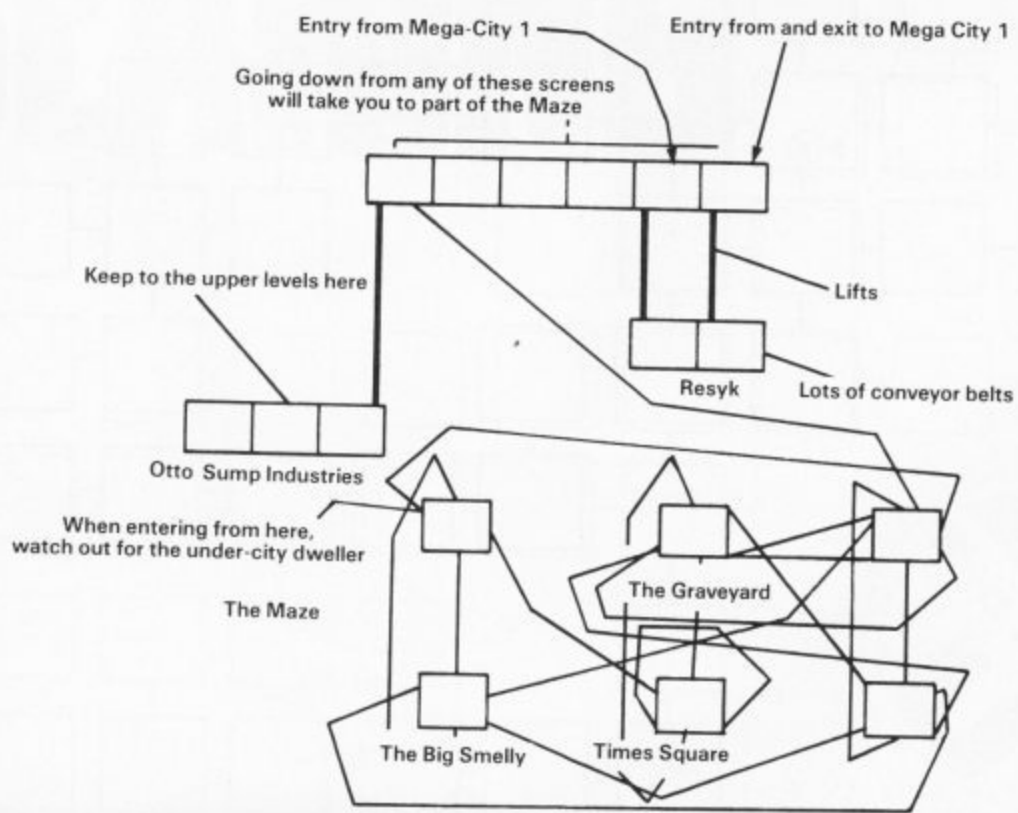 Entry from Mega-City 1
Entry from and exit to Mega City 1
Going down from any of these screens
will take you to part of the Maze
Keep to the upper levels here
Lifts
Resyk
Lots of conveyor belts
Otto Sump Industries
When entering from here,
watch out for the under-city dweller
The Graveyard
The Maze
The Big Smelly
Times Square